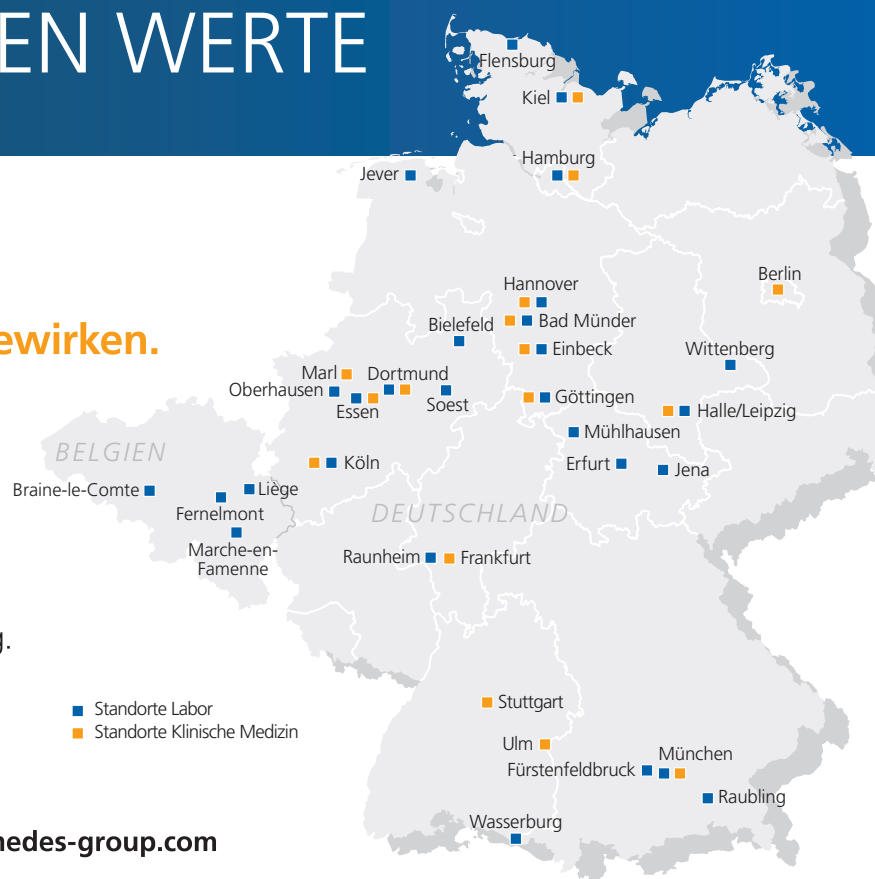 EN WERTE
Flensburg
Kiel
Hamburg
Jever
Berlin
Hannover
Bad Münder
Bielefeld
Einbeck
Wittenberg
ewirken.
Marl
Dortmund
Oberhausen
Essen
Soest
Göttingen
Halle/Leipzig
Mühlhausen
BELGIEN
Köln
Erfurt
Jena
Braine-le-Comte
Liège
Fernelmont
DEUTSCHLAND
Marche-en-
Famenne
Raunheim
Frankfurt
g.
Stuttgart
Standorte Labor
Standorte Klinische Medizin
Ulm
München
Fürstenfeldbruck
Raubling
Wasserburg
nedes-group.com